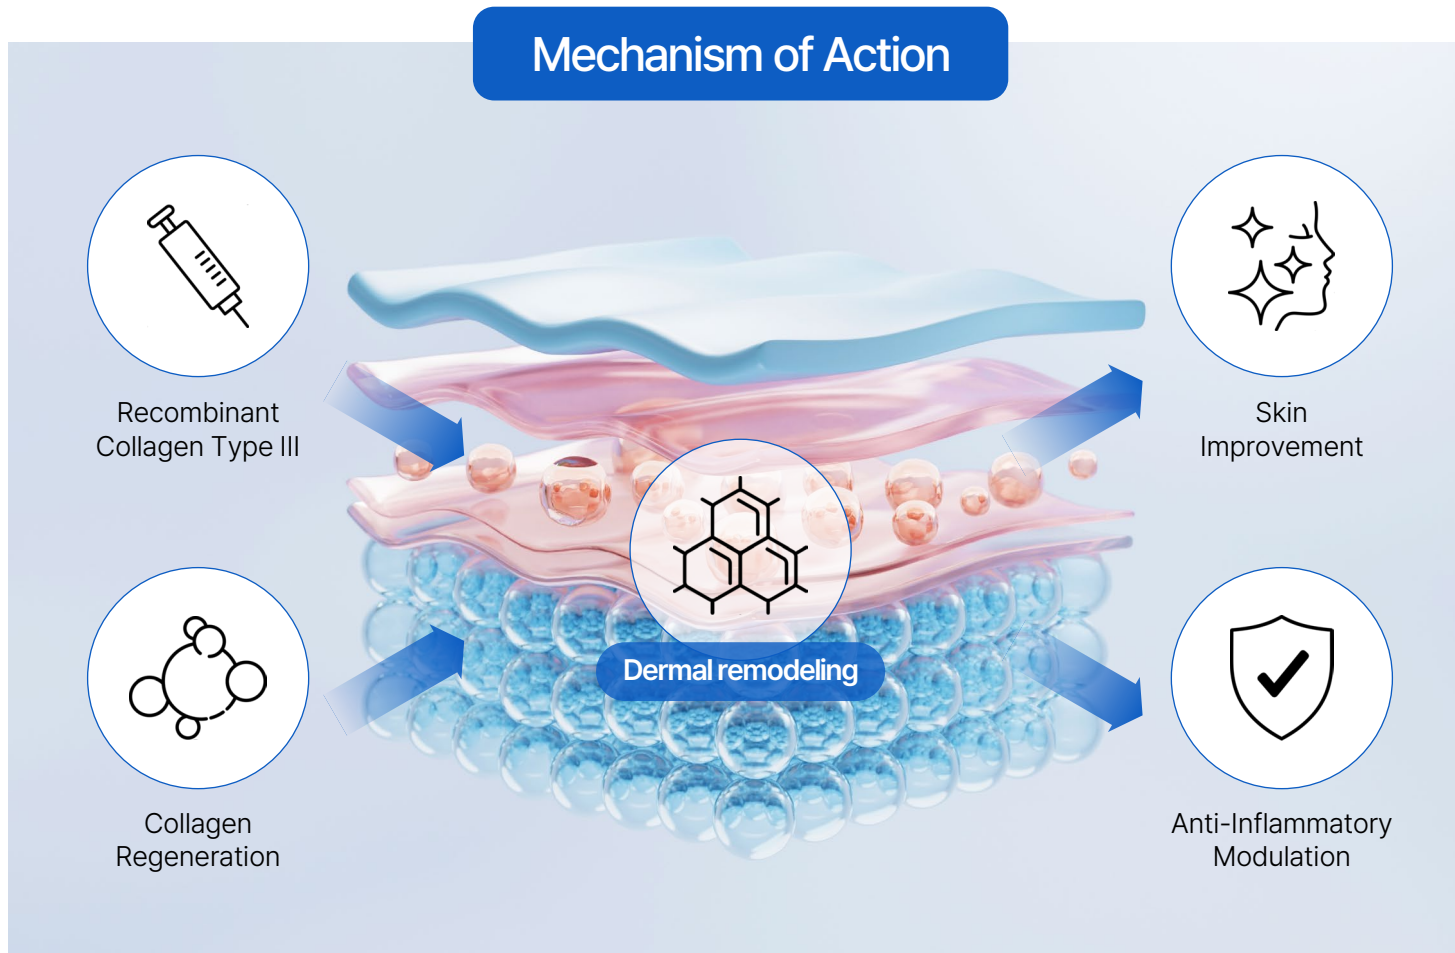 Mechanism of Action
Recombinant
Collagen Type III
Skin
Improvement
Dermal remodeling
Collagen
Regeneration
Anti-Inflammatory
Modulation